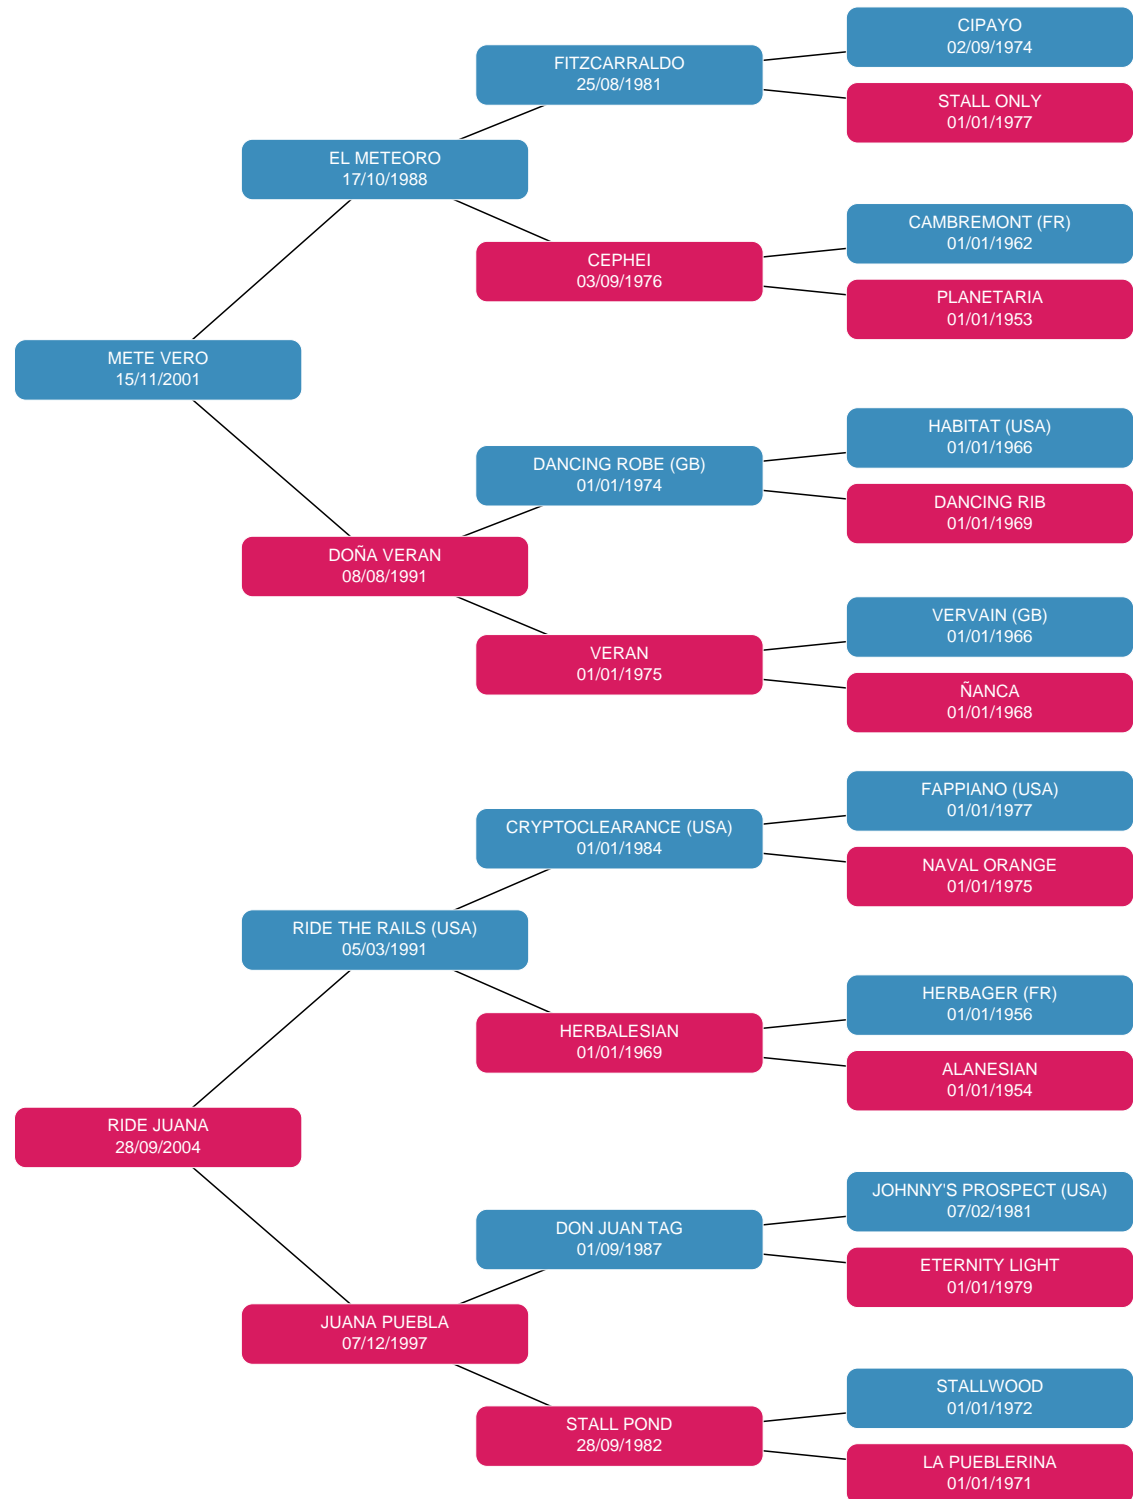 CIPAYO
02/09/1974
FITZCARRALDO
25/08/1981
STALL ONLY
01/01/1977
EL METEORO
17/10/1988
CAMBREMONT (FR)
01/01/1962
CEPHEI
03/09/1976
PLANETARIA
01/01/1953
METE VERO
15/11/2001
HABITAT (USA)
01/01/1966
DANCING ROBE (GB)
01/01/1974
DANCING RIB
01/01/1969
DOÑA VERAN
08/08/1991
VERVAIN (GB)
01/01/1966
VERAN
01/01/1975
ÑANCA
01/01/1968
FAPPIANO (USA)
01/01/1977
CRYPTOCLEARANCE (USA)
01/01/1984
NAVAL ORANGE
01/01/1975
RIDE THE RAILS (USA)
05/03/1991
HERBAGER (FR)
01/01/1956
HERBALESIAN
01/01/1969
ALANESIAN
01/01/1954
RIDE JUANA
28/09/2004
JOHNNY'S PROSPECT (USA)
07/02/1981
DON JUAN TAG
01/09/1987
ETERNITY LIGHT
01/01/1979
JUANA PUEBLA
07/12/1997
STALLWOOD
01/01/1972
STALL POND
28/09/1982
LA PUEBLERINA
01/01/1971